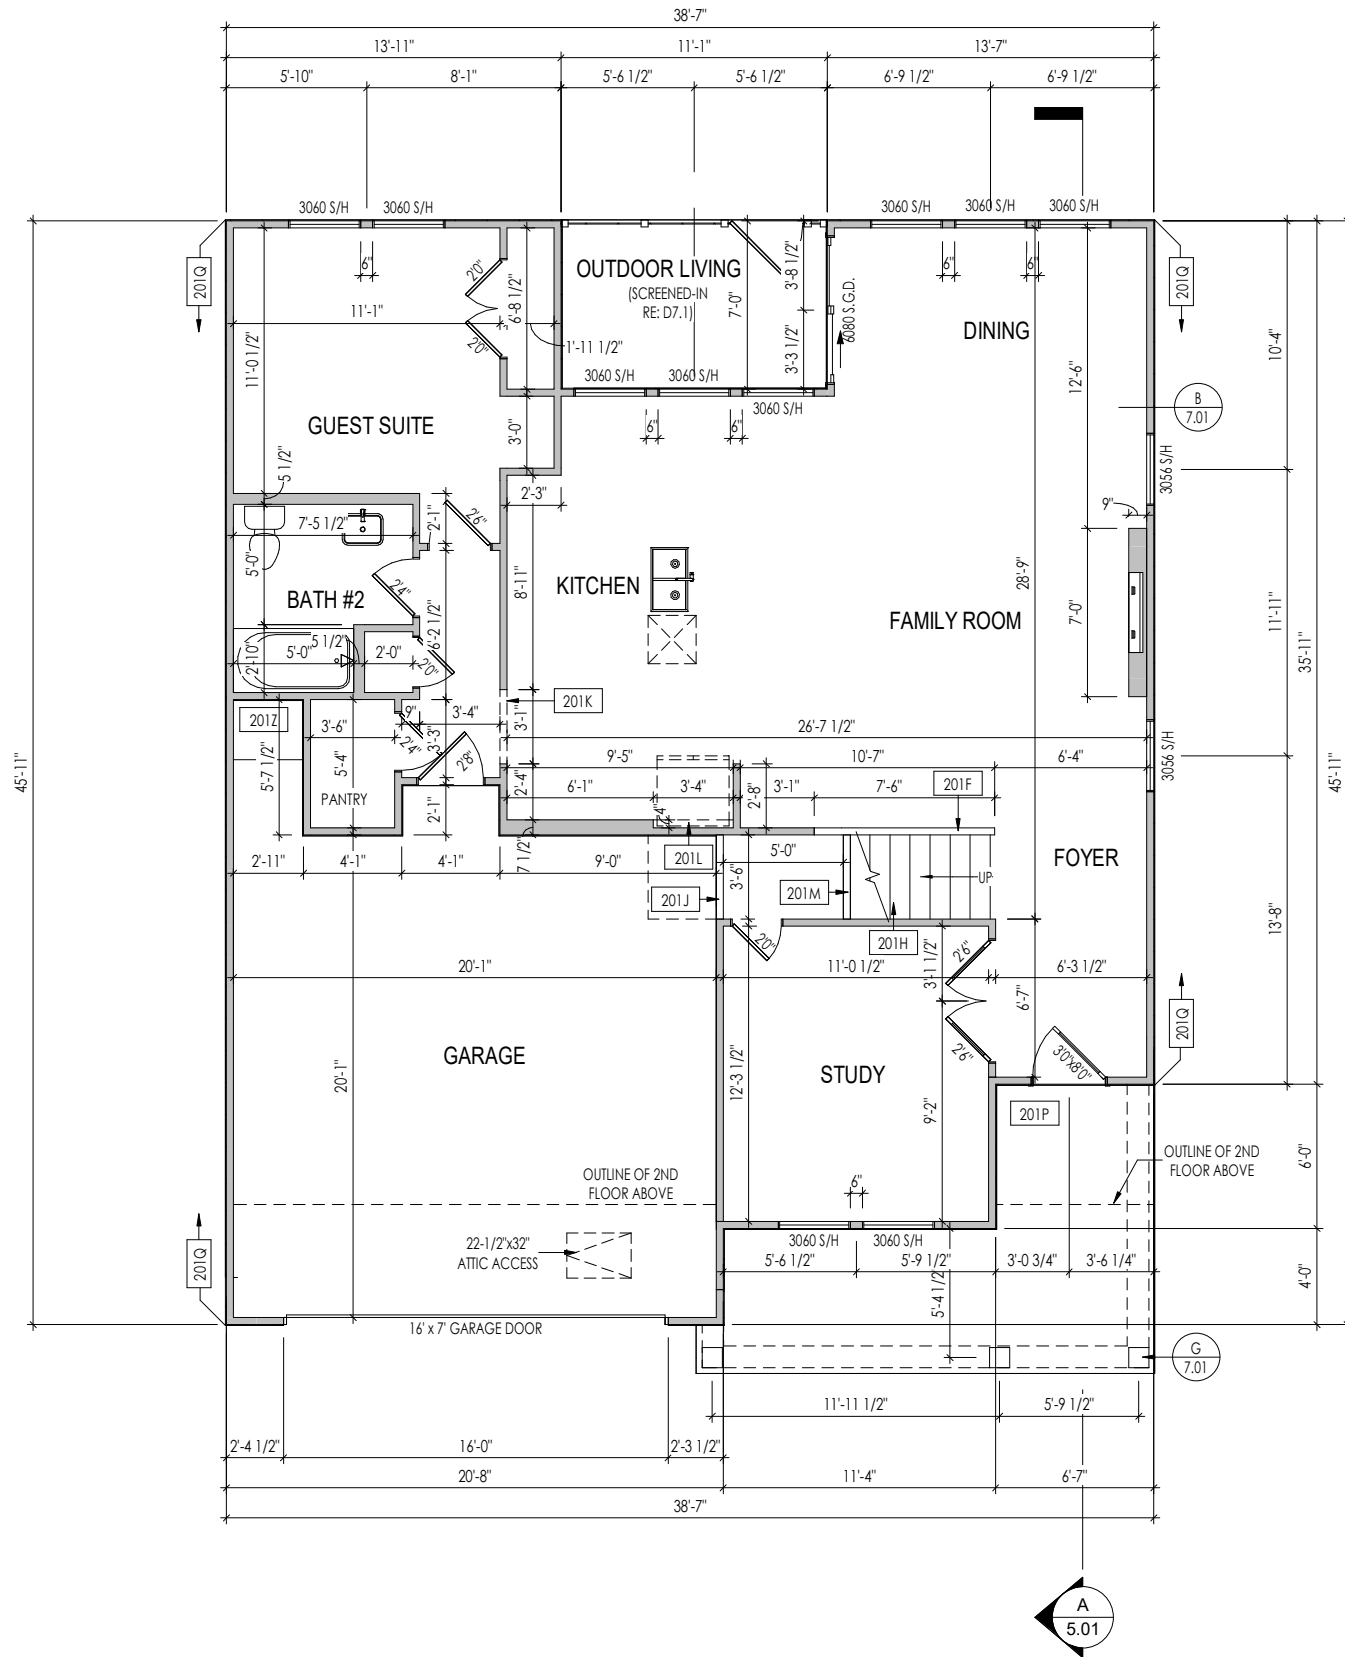 38'-7"
13'-11"
11'-1"
13'-7"
5'-10"
8'-1"
5'-6 1/2"
5'-6 1/2"
6'-9 1/2"
6'-9 1/2"
3060 S/H
3060 S/H
3060 S/H
3060 S/H
3060 S/H
201Q
6"
2'0"
6'-8 1/2"
OUTDOOR LIVING
(SCREENED-IN
RE: D7.1)
7'-0"
3'-8 1/2"
3'-3 1/2"
6080 S.G.D.
6"
6"
DINING
201Q
11'-1"
2'0"
1'-11 1/2"
11'-0 1/2"
10'-4"
3060 S/H
3060 S/H
3060 S/H
12'-6"
B
7.01
GUEST SUITE
3'-0"
6"
6"
3056 S/H
5 1/2"
2'-3"
9"
7'-5 1/2"
2'-1"
2'6"
5'-0"
2'4"
8'-11"
KITCHEN
28'-9"
BATH #2
6'-2 1/2"
FAMILY ROOM
7'-0"
11'-11"
35'-11"
5 1/2"
2'-10"
5'-0"
2'-0"
2'0"
201K
201Z
9"
3'-4"
3'-1"
26'-7 1/2"
3'-6"
2'4"
3'-3"
2'8"
3056 S/H
45'-11"
45'-11"
5'-7 1/2"
5'-4"
9'-5"
10'-7"
6'-4"
2'-4"
6'-1"
3'-4"
2'-8"
3'-1"
7'-6"
201F
PANTRY
2'-1"
4"
7 1/2"
201L
5'-0"
FOYER
2'-11"
4'-1"
4'-1"
9'-0"
3'-6"
201J
201M
UP
201H
2'0"
3'-1 1/2"
2'6"
13'-8"
20'-1"
11'-0 1/2"
6'-3 1/2"
6'-7"
201Q
GARAGE
2'6"
3'0"x8'0"
STUDY
20'-1"
12'-3 1/2"
9'-2"
201P
OUTLINE OF 2ND
FLOOR ABOVE
OUTLINE OF 2ND
FLOOR ABOVE
6'-0"
6"
201Q
22-1/2"x32"
ATTIC ACCESS
3060 S/H
3060 S/H
5'-6 1/2"
5'-9 1/2"
3'-0 3/4"
3'-6 1/4"
5'-4 1/2"
4'-0"
16' x 7' GARAGE DOOR
G
7.01
11'-11 1/2"
5'-9 1/2"
2'-4 1/2"
16'-0"
2'-3 1/2"
20'-8"
11'-4"
6'-7"
38'-7"
A
5.01